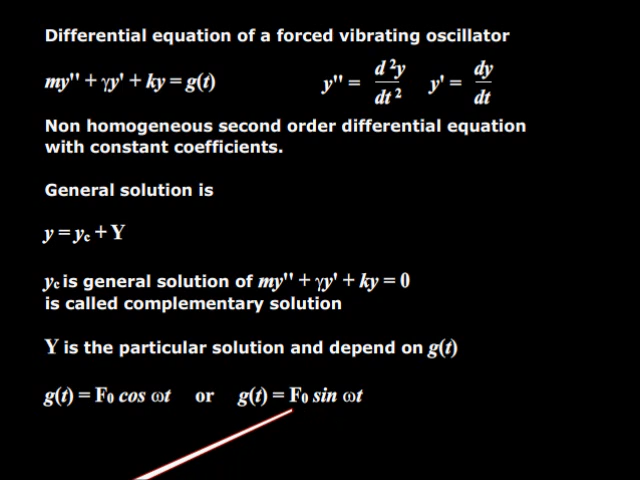 Differential equation of a forced vibrating oscillator
my'' + γy' + ky = g(t)    y'' = d²y/dt²    y' = dy/dt
Non homogeneous second order differential equation
with constant coefficients.
General solution is
y = yc + Y
yc is general solution of my'' + γy' + ky = 0
is called complementary solution
Y is the particular solution and depend on g(t)
g(t) = F0 cos ωt    or    g(t) = F0 sin ωt